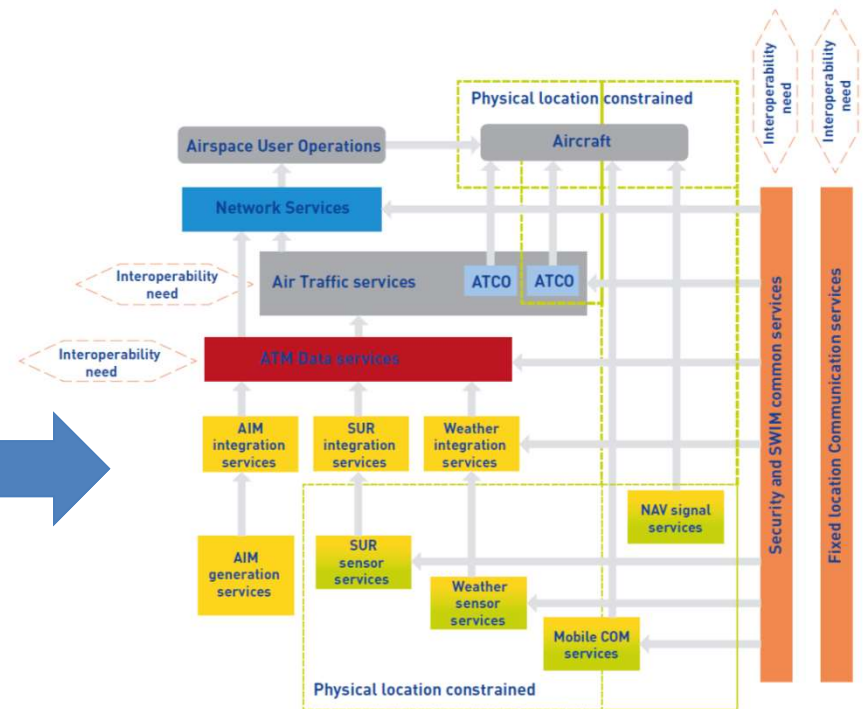 Interoperability
need
Interoperability
need
Physical location constrained
Airspace User Operations
Aircraft
Network Services
Interoperability
need
Air Traffic services
ATCO
ATCO
Interoperability
need
ATM Data services
AIM
integration
services
SUR
integration
services
Weather
integration
services
NAV signal
services
AIM
generation
services
SUR
sensor
services
Weather
sensor
services
Mobile COM
services
Physical location constrained
Security and SWIM common services
Fixed location Communication services